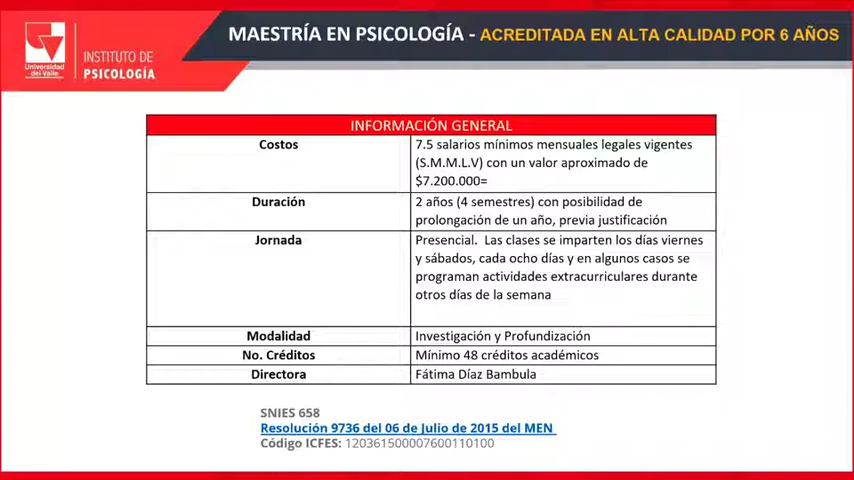 MAESTRÍA EN PSICOLOGÍA - ACREDITADA EN ALTA CALIDAD POR 6 AÑOS
Universidad
del Valle
INSTITUTO DE
PSICOLOGÍA
INFORMACIÓN GENERAL
Costos
7.5 salarios mínimos mensuales legales vigentes
(S.M.M.L.V) con un valor aproximado de
$7.200.000=
Duración
2 años (4 semestres) con posibilidad de
prolongación de un año, previa justificación
Jornada
Presencial. Las clases se imparten los días viernes
y sábados, cada ocho días y en algunos casos se
programan actividades extracurriculares durante
otros días de la semana
Modalidad
Investigación y Profundización
No. Créditos
Mínimo 48 créditos académicos
Directora
Fátima Díaz Bambula
SNIES 658
Resolución 9736 del 06 de Julio de 2015 del MEN
Código ICFES: 120361500007600110100